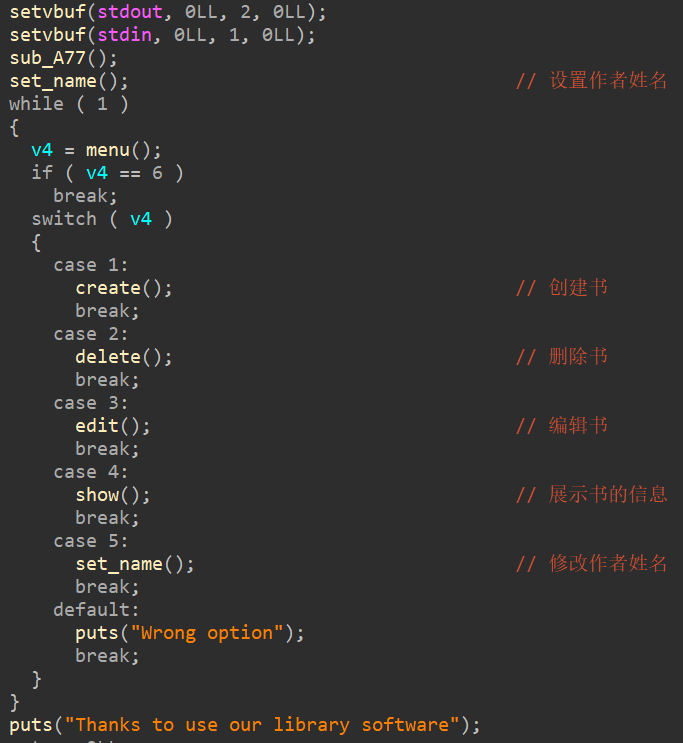 setvbuf(stdout, 0LL, 2, 0LL);
setvbuf(stdin, 0LL, 1, 0LL);
sub_A77();
set_name(); // 设置作者姓名
while ( 1 )
{
v4 = menu();
if ( v4 == 6 )
break;
switch ( v4 )
{
case 1:
create(); // 创建书
break;
case 2:
delete(); // 删除书
break;
case 3:
edit(); // 编辑书
break;
case 4:
show(); // 展示书的信息
break;
case 5:
set_name(); // 修改作者姓名
break;
default:
puts("Wrong option");
break;
}
}
puts("Thanks to use our library software");